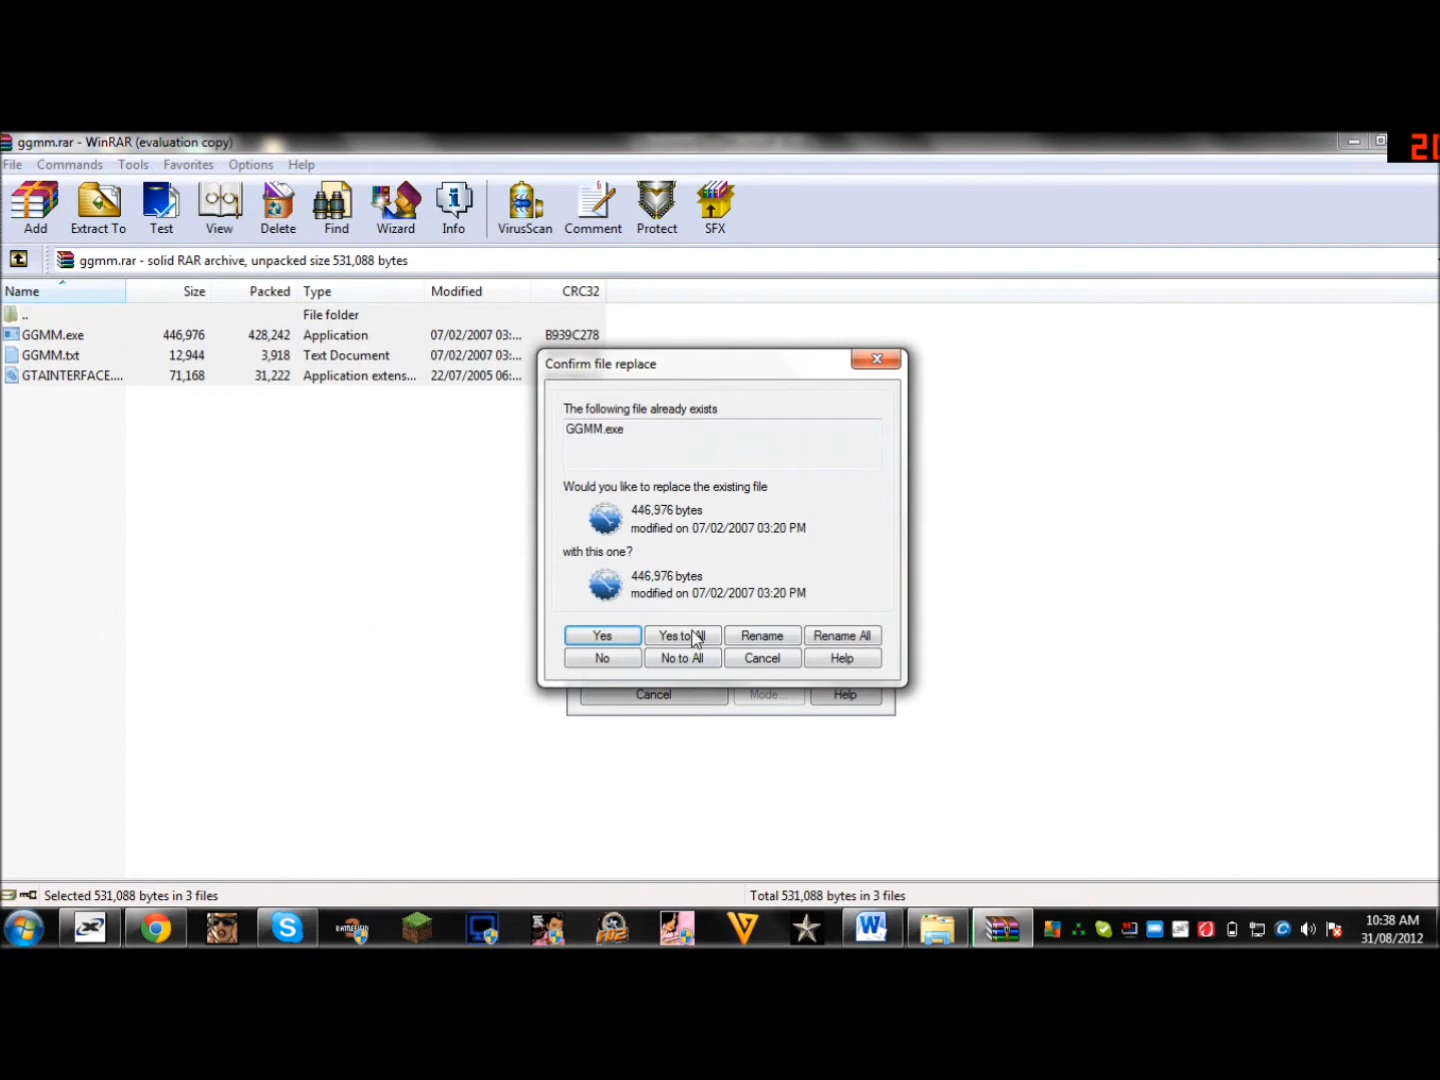 ggmm.rar - WinRAR (evaluation copy)
20
File Commands Tools Favorites Options Help
Add Extract To Test View Delete Find Wizard Info VirusScan Comment Protect SFX
ggmm.rar - solid RAR archive, unpacked size 531,088 bytes
Name Size Packed Type Modified CRC32
.. File folder
GGMM.exe 446,976 428,242 Application 07/02/2007 03:... B939C278
GGMM.txt 12,944 3,918 Text Document 07/02/2007 03:...
GTAINTERFACE.... 71,168 31,222 Application extens... 22/07/2005 06:...
Confirm file replace
The following file already exists
GGMM.exe
Would you like to replace the existing file
446,976 bytes
modified on 07/02/2007 03:20 PM
with this one?
446,976 bytes
modified on 07/02/2007 03:20 PM
Yes Yes to All Rename Rename All
No No to All Cancel Help
Cancel Mode... Help
Selected 531,088 bytes in 3 files Total 531,088 bytes in 3 files
10:38 AM
31/08/2012